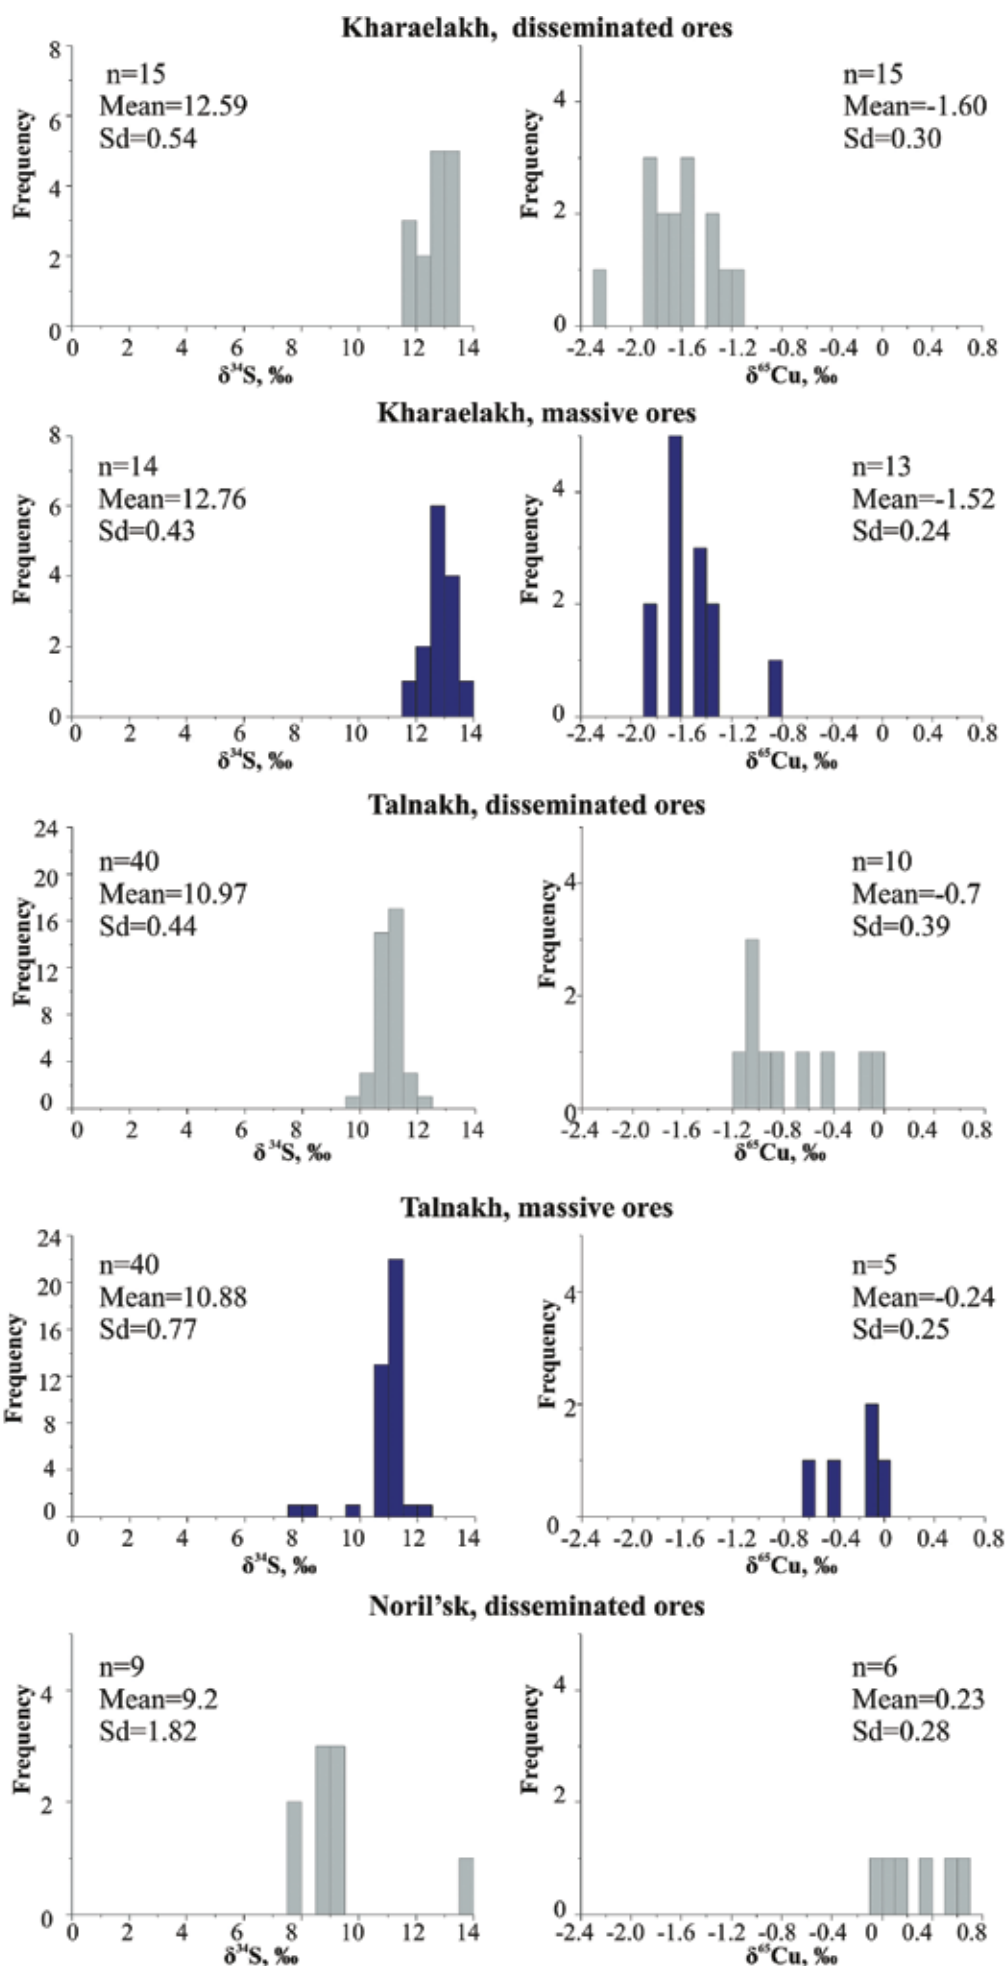 Kharaelakh, disseminated ores
n=15
Mean=12.59
Sd=0.54
Frequency
8
6
4
2
0
0 2 4 6 8 10 12 14
δ³⁴S, ‰
n=15
Mean=-1.60
Sd=0.30
Frequency
4
2
0
-2.4 -2.0 -1.6 -1.2 -0.8 -0.4 0 0.4 0.8
δ⁶⁵Cu, ‰
Kharaelakh, massive ores
n=14
Mean=12.76
Sd=0.43
Frequency
8
6
4
2
0
0 2 4 6 8 10 12 14
δ³⁴S, ‰
n=13
Mean=-1.52
Sd=0.24
Frequency
4
2
0
-2.4 -2.0 -1.6 -1.2 -0.8 0 0.4 0.8
δ⁶⁵Cu, ‰
Talnakh, disseminated ores
n=40
Mean=10.97
Sd=0.44
Frequency
24
20
16
12
8
4
0
0 2 4 6 8 10 12 14
δ³⁴S, ‰
n=10
Mean=-0.7
Sd=0.39
Frequency
4
2
0
-2.4 -2.0 -1.6 -1.2 -0.8 -0.4 0 0.4 0.8
δ⁶⁵Cu, ‰
Talnakh, massive ores
n=40
Mean=10.88
Sd=0.77
Frequency
24
20
16
12
8
4
0
0 2 4 6 8 10 12 14
δ³⁴S, ‰
n=5
Mean=-0.24
Sd=0.25
Frequency
4
2
0
-2.4 -2.0 -1.6 -1.2 -0.8 -0.4 0 0.4 0.8
δ⁶⁵Cu, ‰
Noril’sk, disseminated ores
n=9
Mean=9.2
Sd=1.82
Frequency
4
2
0
0 2 4 6 8 10 12 14
δ³⁴S, ‰
n=6
Mean=0.23
Sd=0.28
Frequency
4
2
0
-2.4 -2.0 -1.6 -1.2 -0.8 -0.4 0 0.4 0.8
δ⁶⁵Cu, ‰